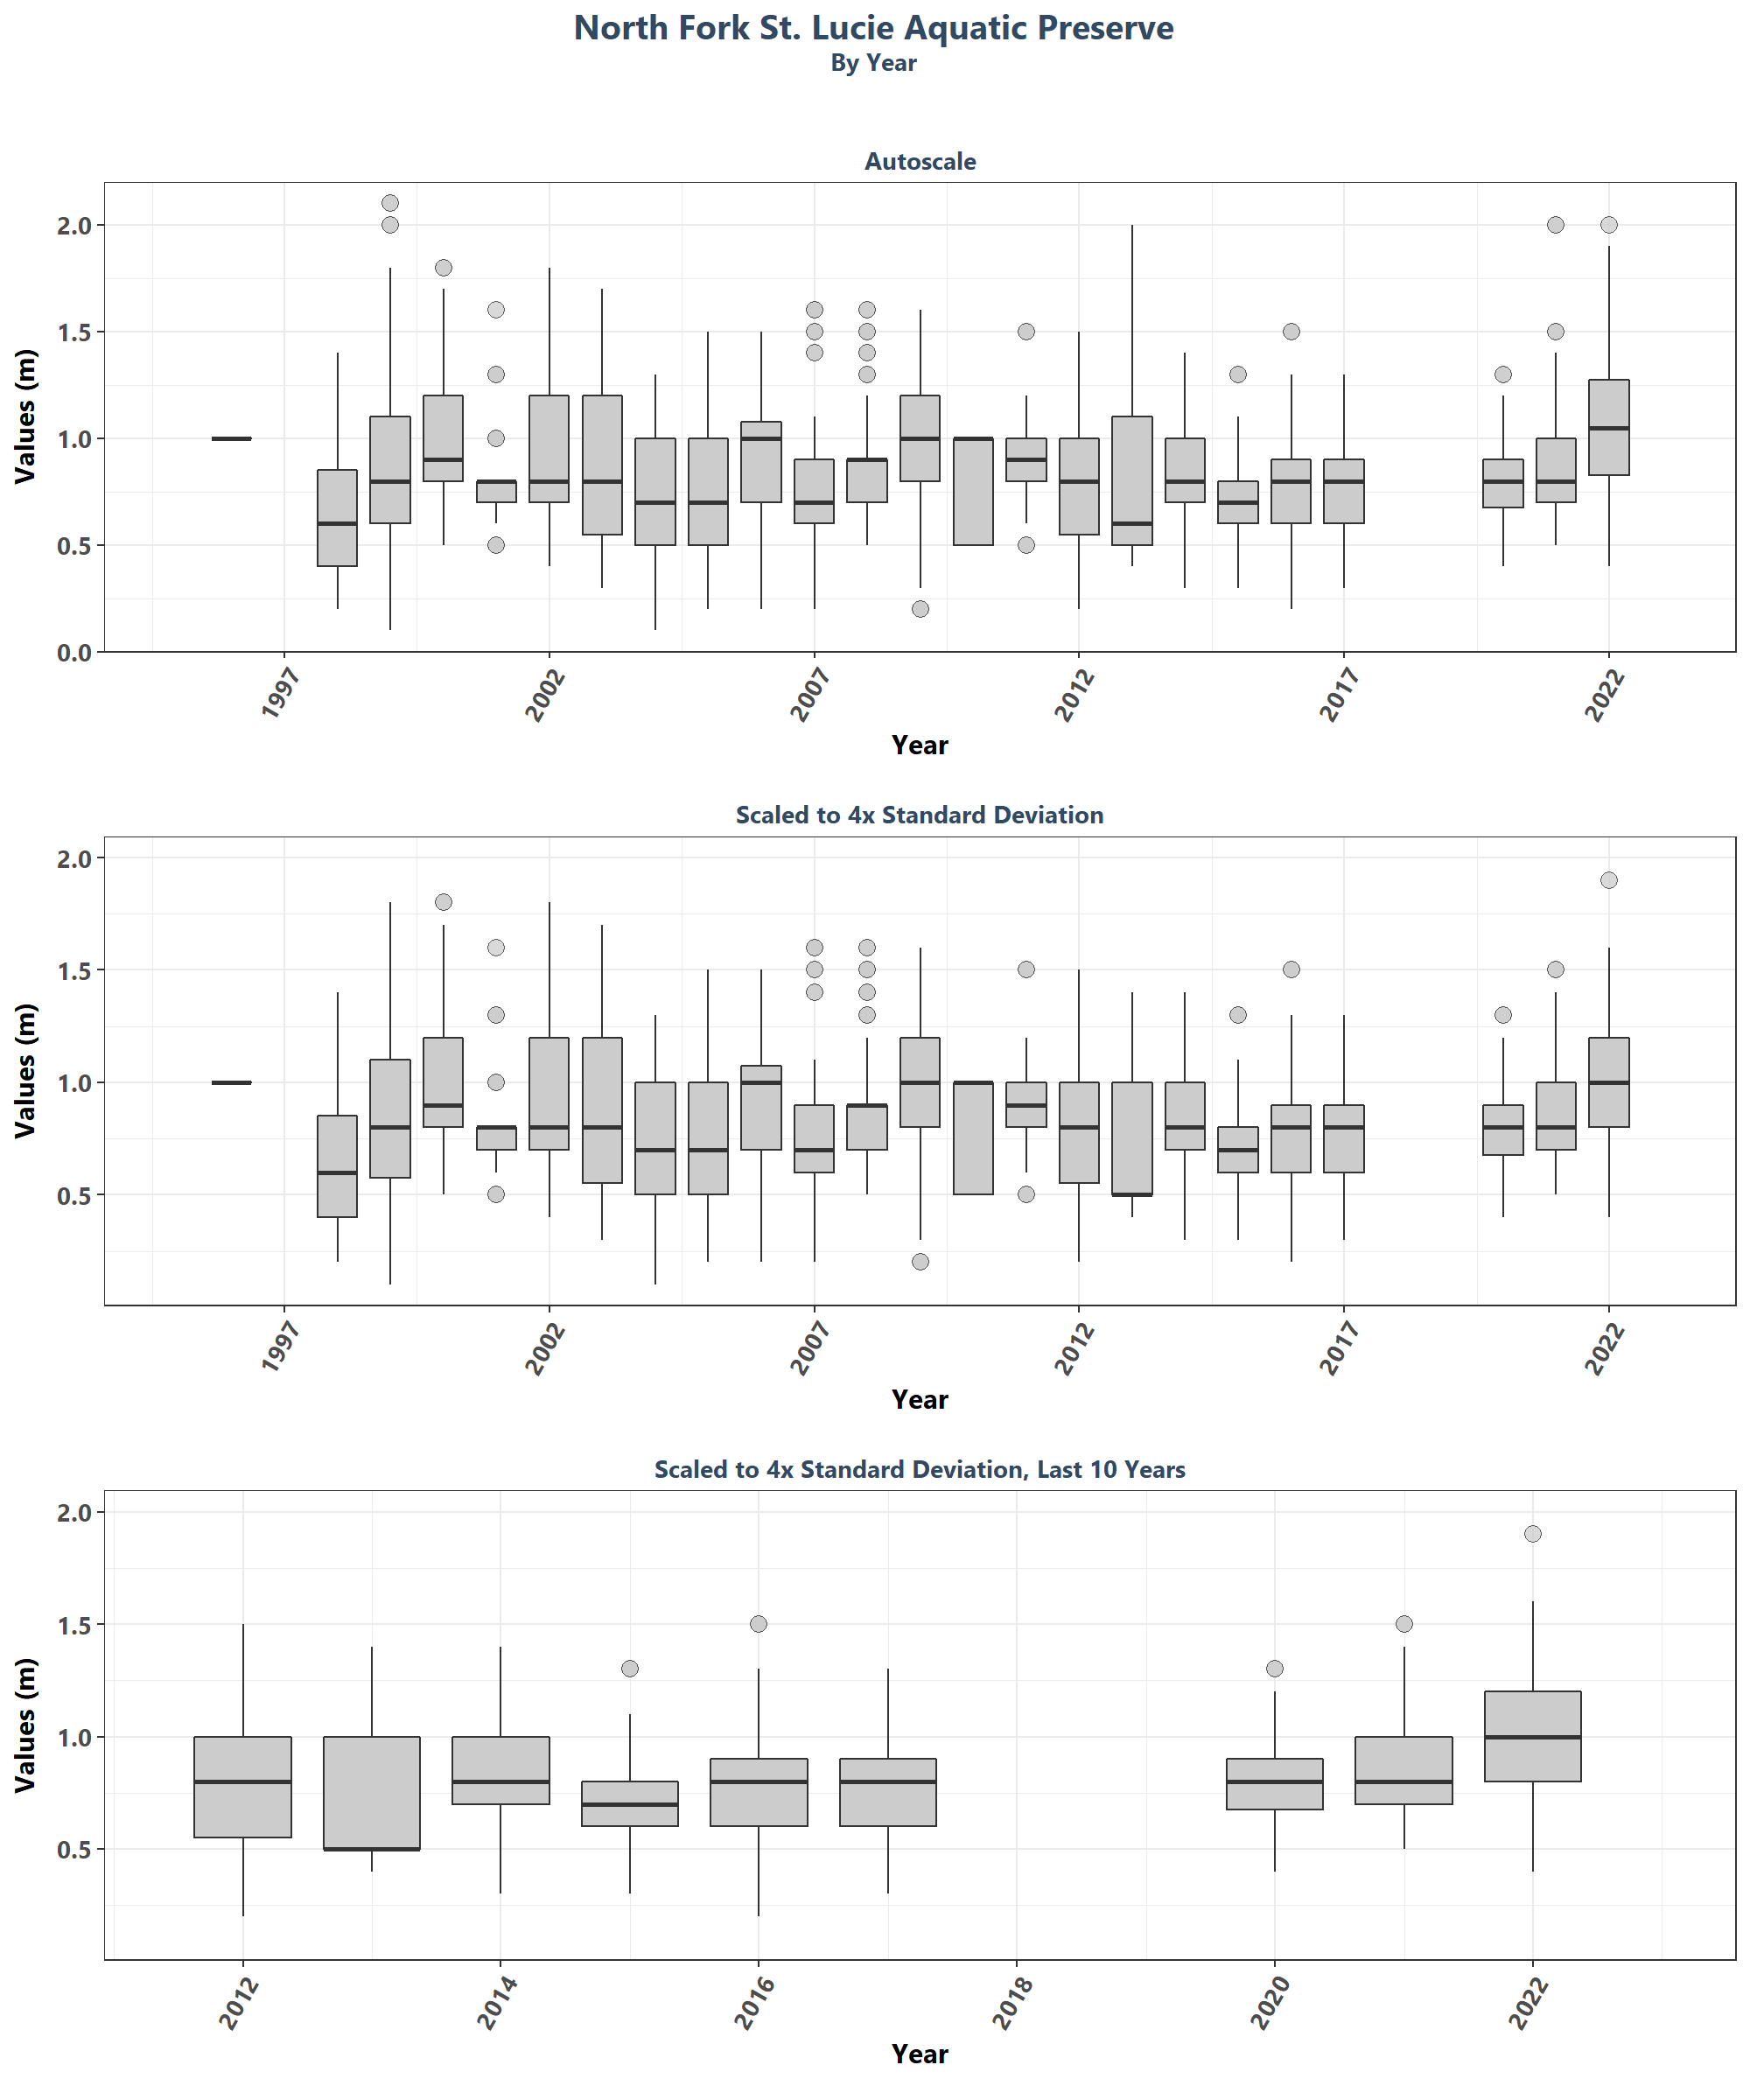 North Fork St. Lucie Aquatic Preserve
By Year
Autoscale
Values (m)
2.0
1.5
1.0
0.5
0.0
1997 2002 2007 2012 2017 2022
Year
Scaled to 4x Standard Deviation
Values (m)
2.0
1.5
1.0
0.5
1997 2002 2007 2012 2017 2022
Year
Scaled to 4x Standard Deviation, Last 10 Years
Values (m)
2.0
1.5
1.0
0.5
2012 2014 2016 2018 2020 2022
Year